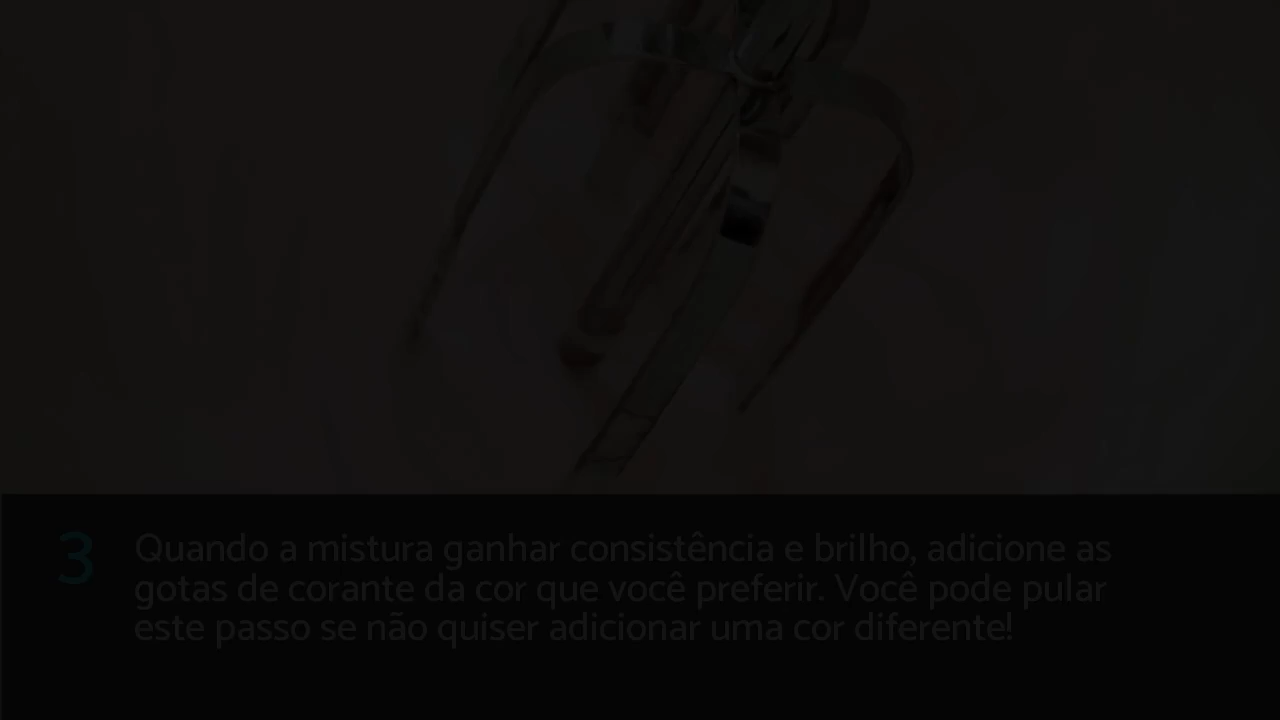 3 Quando a mistura ganhar consistência e brilho, adicione as
gotas de corante da cor que você preferir. Você pode pular
este passo se não quiser adicionar uma cor diferente!